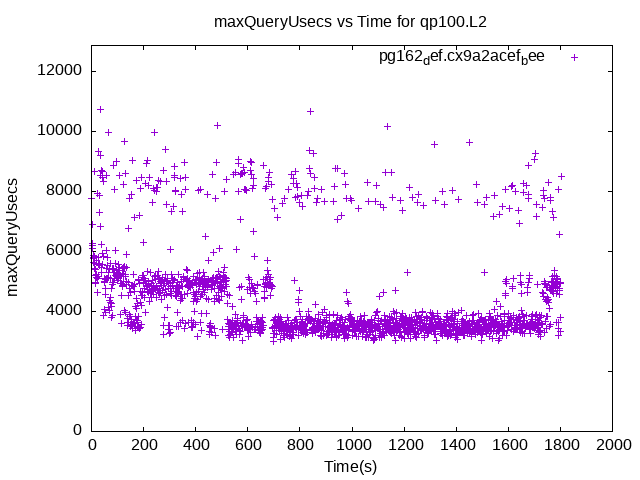 maxQueryUsecs vs Time for qp100.L2
pg162def.cx9a2acefbee
12000
10000
8000
6000
4000
2000
0
maxQueryUsecs
0 200 400 600 800 1000 1200 1400 1600 1800 2000
Time(s)